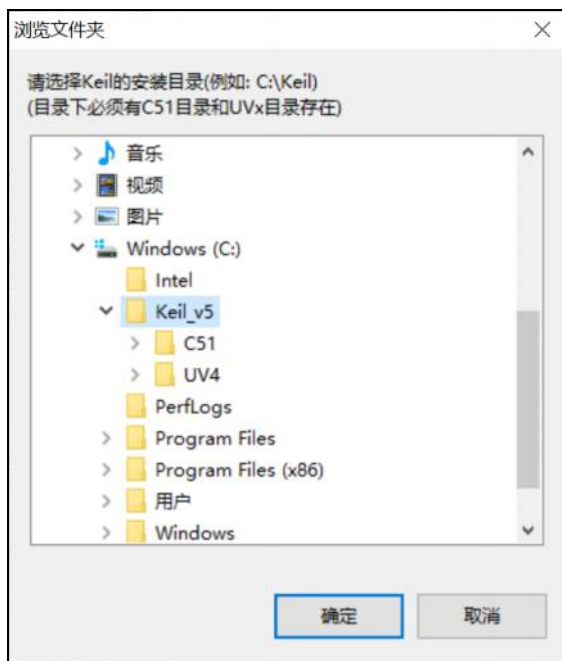 浏览文件夹
请选择Keil的安装目录(例如: C:\Keil)
(目录下必须有C51目录和UVx目录存在)
音乐
视频
图片
Windows (C:)
Intel
Keil_v5
C51
UV4
PerfLogs
Program Files
Program Files (x86)
用户
Windows
确定
取消